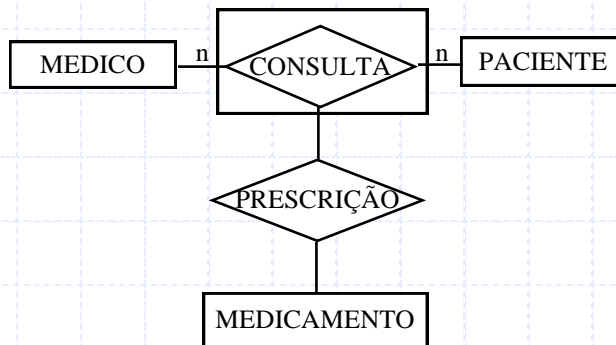 MEDICO n CONSULTA n PACIENTE
PRESCRIÇÃO
MEDICAMENTO